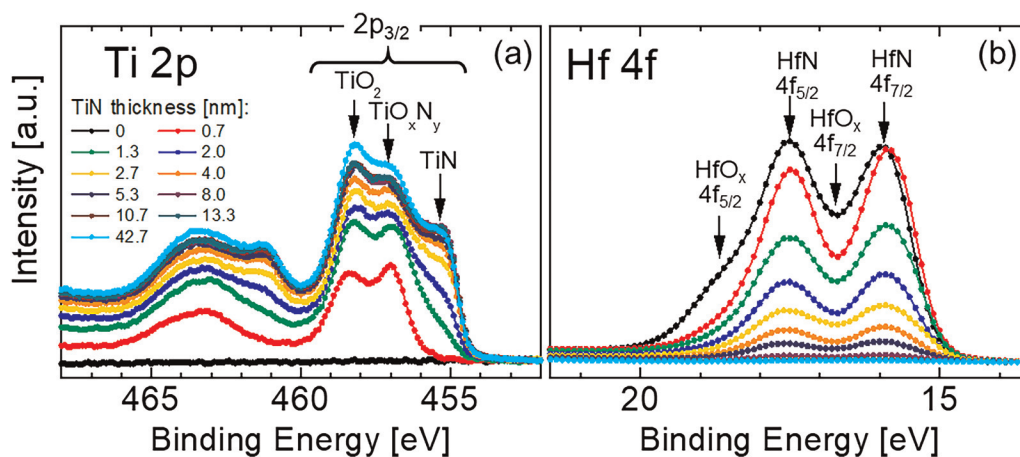 2p3/2
Ti 2p
(a)
TiO2
TiOxNy
TiN
TiN thickness [nm]:
0 0.7
1.3 2.0
2.7 4.0
5.3 8.0
10.7 13.3
42.7
Intensity [a.u.]
465 460 455
Binding Energy [eV]
Hf 4f
(b)
HfN
4f5/2
HfN
4f7/2
HfOx
4f7/2
HfOx
4f5/2
20 15
Binding Energy [eV]